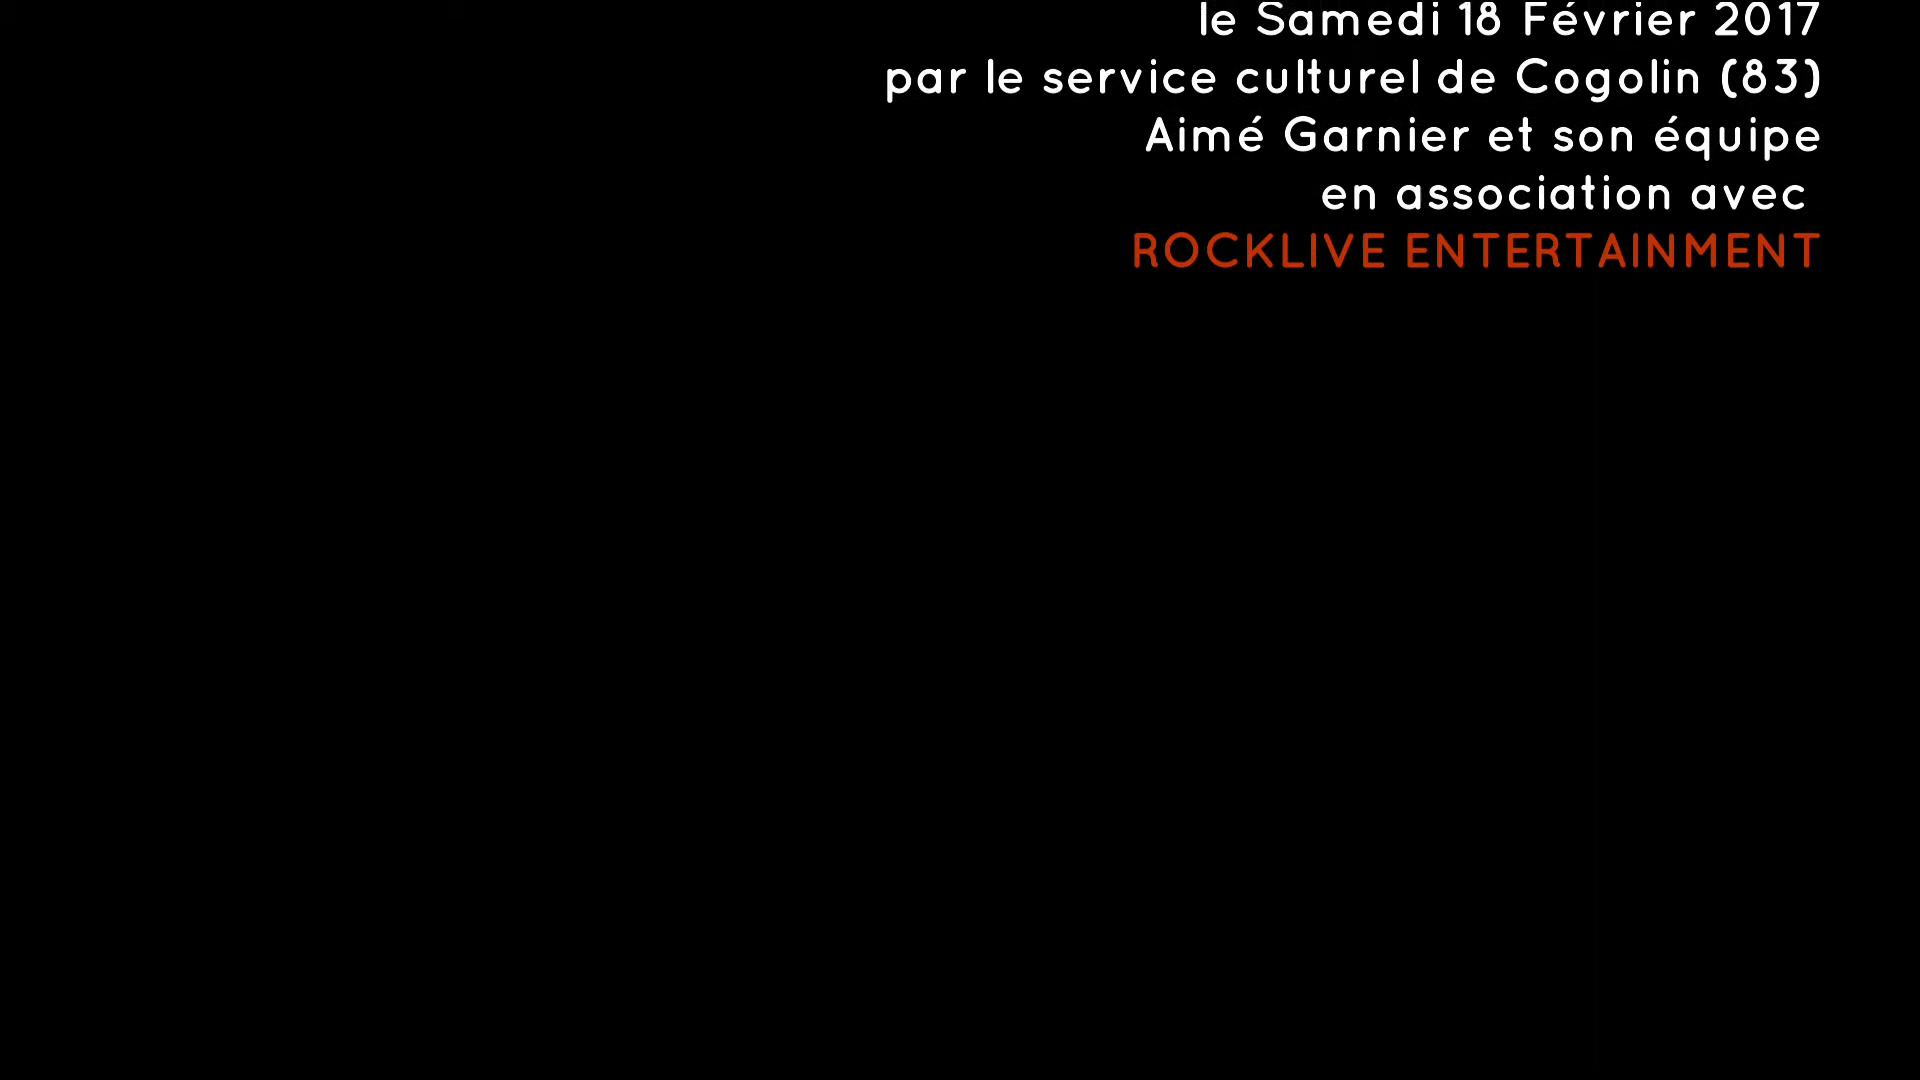 le Samedi 18 Février 2017
par le service culturel de Cogolin (83)
Aimé Garnier et son équipe
en association avec
ROCKLIVE ENTERTAINMENT